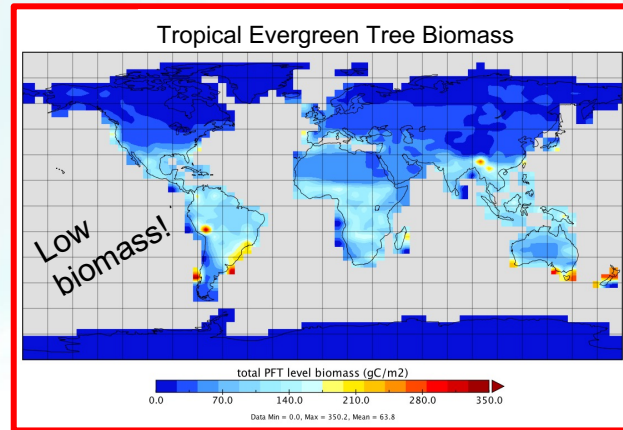 Tropical Evergreen Tree Biomass
Low
biomass!
total PFT level biomass (gC/m2)
0.0 70.0 140.0 210.0 280.0 350.0
Data Min = 0.0, Max = 350.2, Mean = 63.8